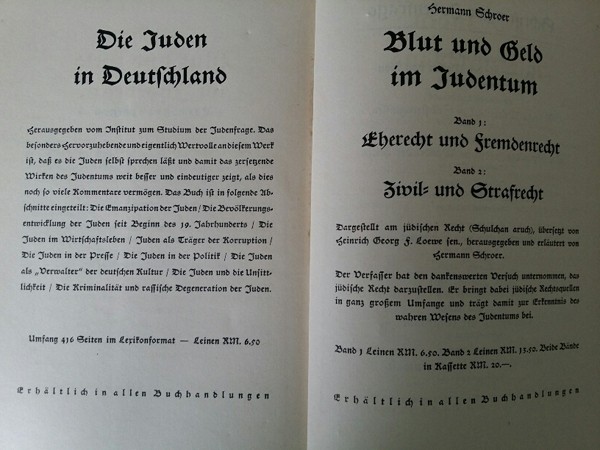 Die Juden
in Deutschland
Herausgegeben vom Institut zum Studium der Judenfrage. Das
besonders Hervorzuhebende und eigentlich Wertvolle an diesem Werk
ist, daß es die Juden selbst sprechen läßt und damit das zersetzende
Wirken des Judentums weit besser und eindeutiger zeigt, als dies
noch so viele Kommentare vermögen. Das Buch ist in folgende Ab-
schnitte eingeteilt: Die Emanzipation der Juden / Die Bevölkerungs-
entwicklung der Juden seit Beginn des 19. Jahrhunderts / Die
Juden im Wirtschaftsleben / Juden als Träger der Korruption /
Die Juden in der Presse / Die Juden in der Politik / Die Juden
als „Verwalter" der deutschen Kultur / Die Juden und die Unsitt-
lichkeit / Die Kriminalität und rassische Degeneration der Juden.
Umfang 416 Seiten im Lexikonformat — Leinen RM. 6.50
Erhältlich in allen Buchhandlungen
Hermann Schroer
Blut und Geld
im Judentum
Band 1:
Eherecht und Fremdenrecht
Band 2:
Zivil- und Strafrecht
Dargestellt am jüdischen Recht (Schulchan aruch), übersetzt von
Heinrich Georg F. Loewe sen., herausgegeben und erläutert von
Hermann Schroer.
Der Verfasser hat den dankenswerten Versuch unternommen, das
jüdische Recht darzustellen. Er bringt dabei jüdische Rechtsquellen
in ganz großem Umfange und trägt damit zur Erkenntnis des
wahren Wesens des Judentums bei.
Band 1 Leinen RM. 6.50. Band 2 Leinen RM. 13.50. Beide Bände
in Kassette RM. 20.—.
Erhältlich in allen Buchhandlungen